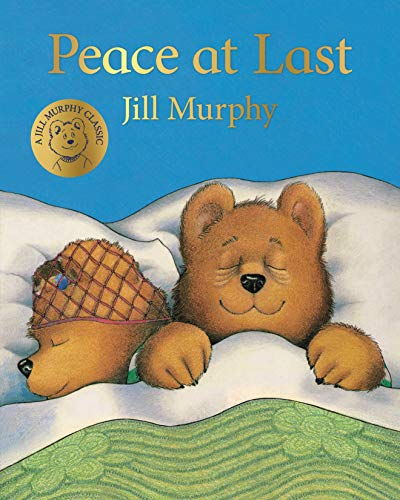 Peace at Last
Jill Murphy
A JILL MURPHY CLASSIC